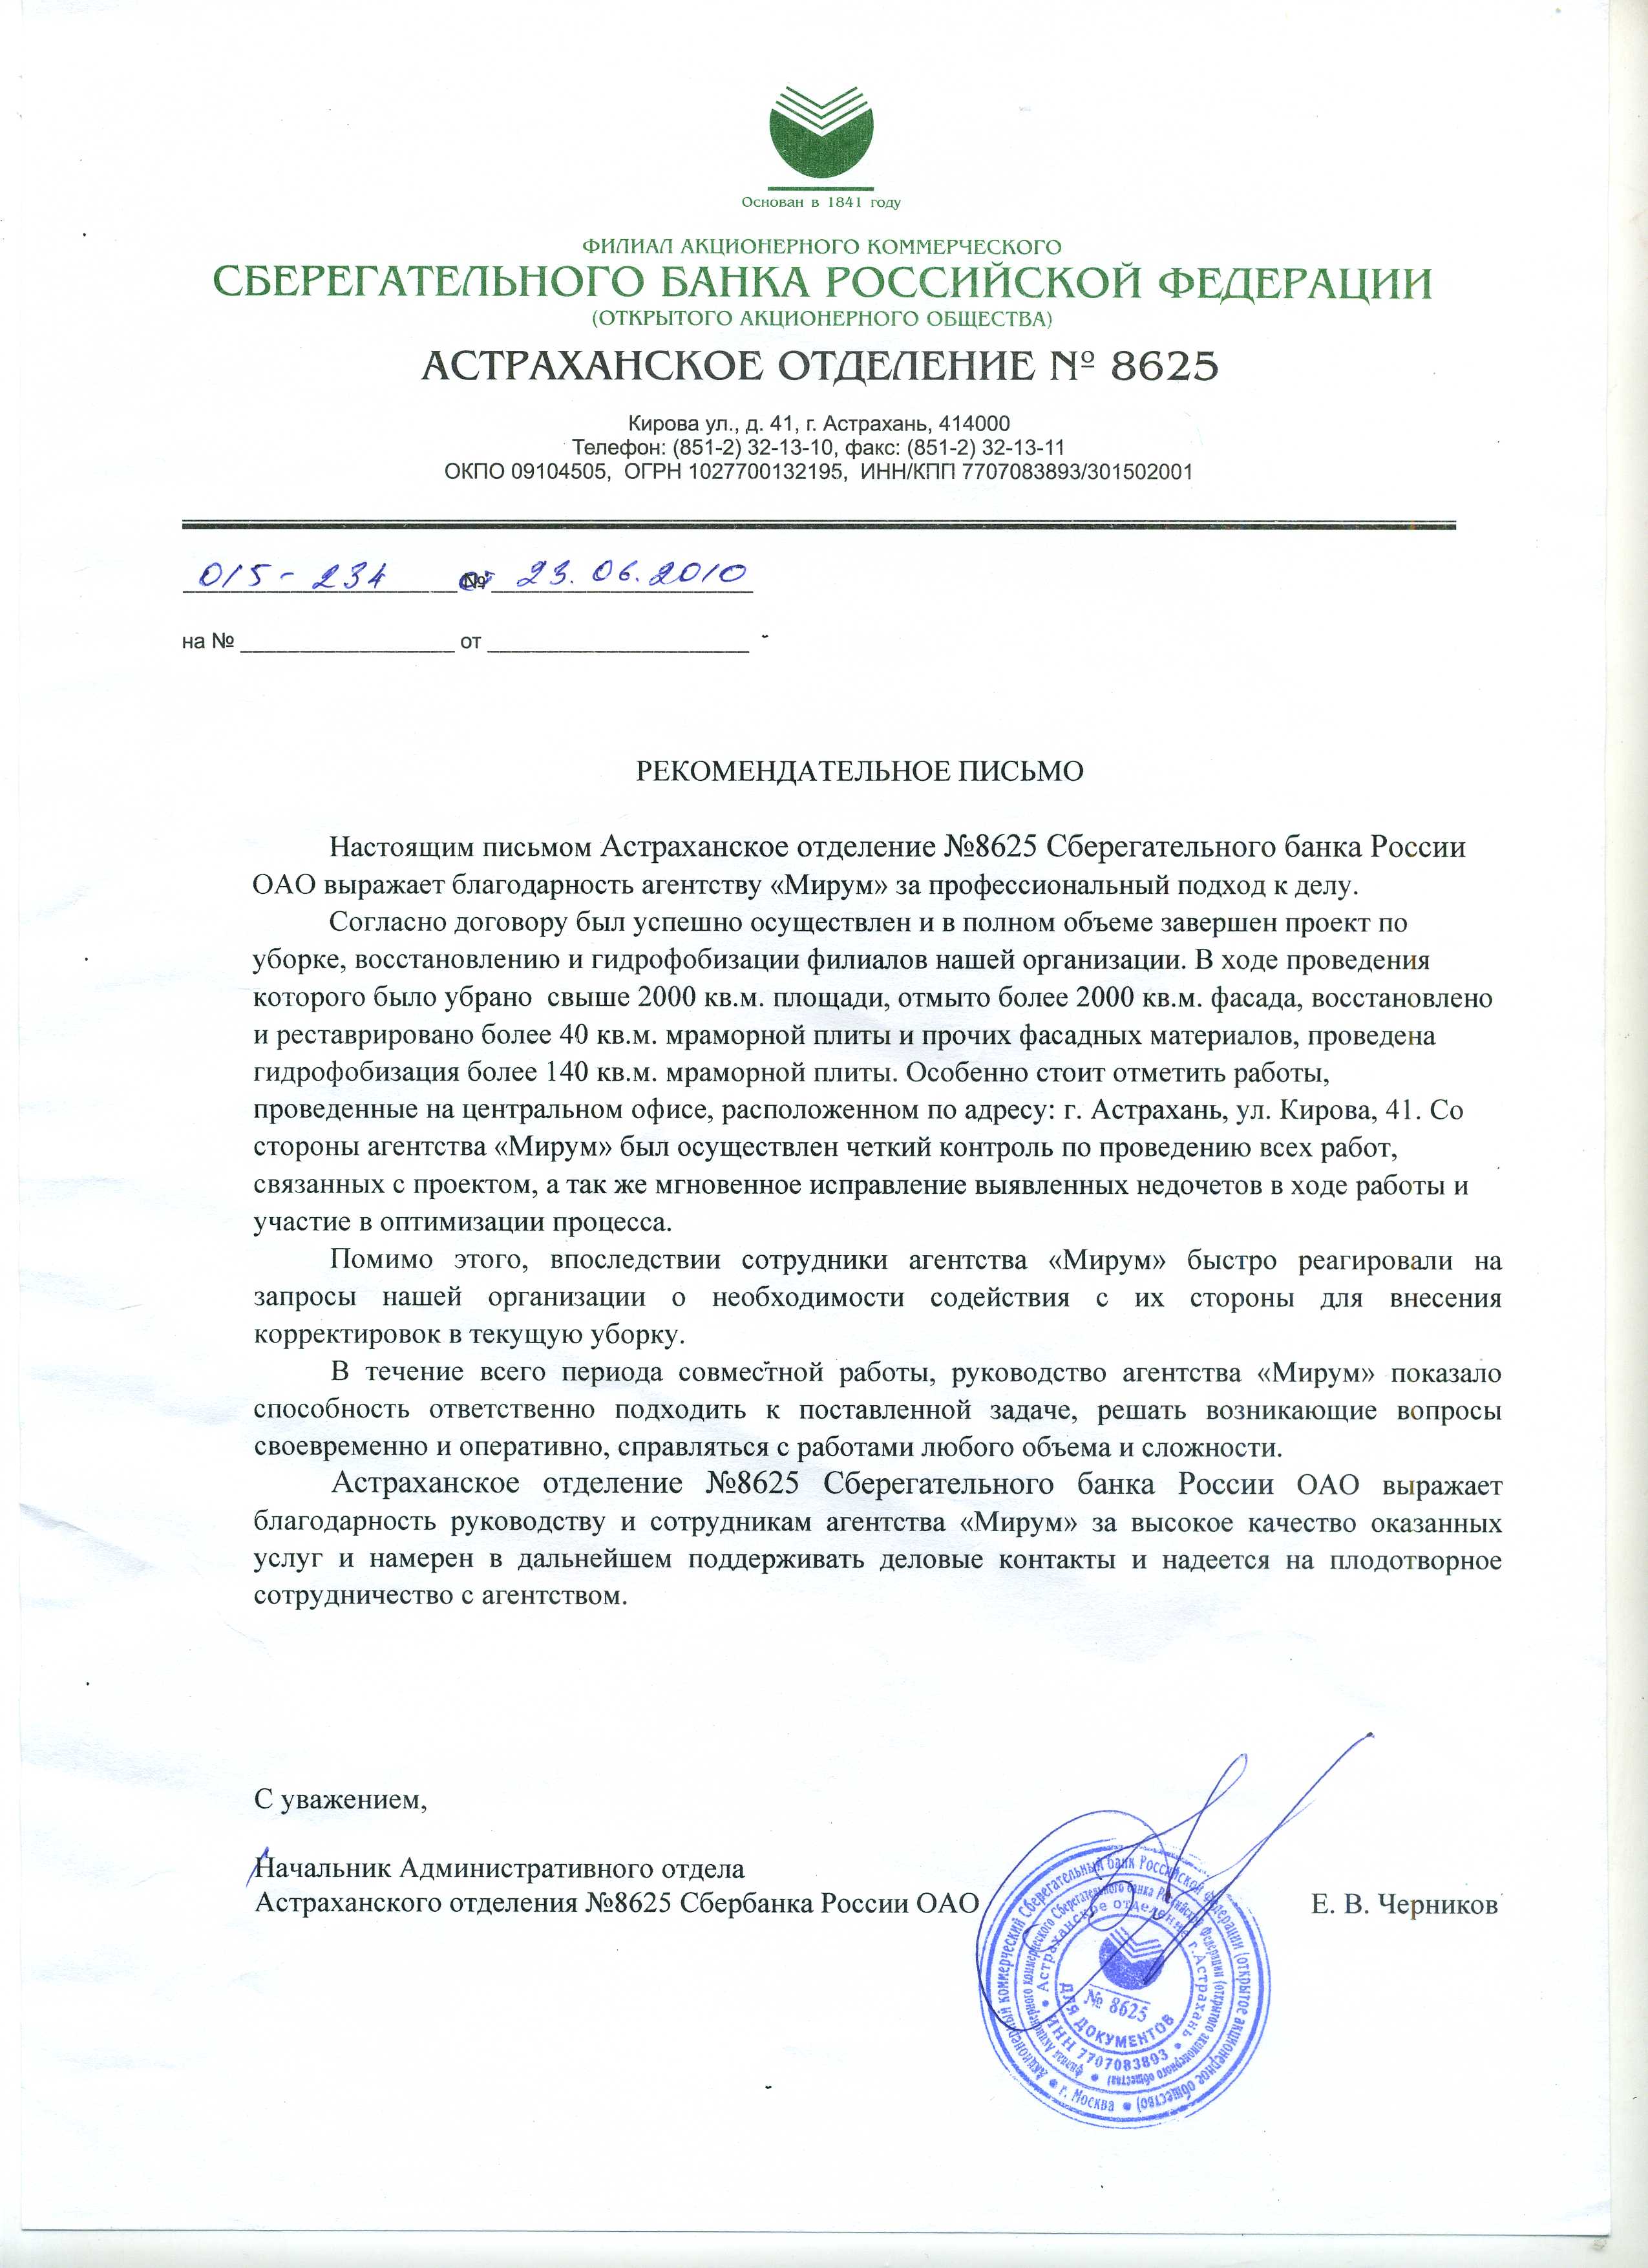 Основан в 1841 году
ФИЛИАЛ АКЦИОНЕРНОГО КОММЕРЧЕСКОГО
СБЕРЕГАТЕЛЬНОГО БАНКА РОССИЙСКОЙ ФЕДЕРАЦИИ
(ОТКРЫТОГО АКЦИОНЕРНОГО ОБЩЕСТВА)
АСТРАХАНСКОЕ ОТДЕЛЕНИЕ № 8625
Кирова ул., д. 41, г. Астрахань, 414000
Телефон: (851-2) 32-13-10, факс: (851-2) 32-13-11
ОКПО 09104505, ОГРН 1027700132195, ИНН/КПП 7707083893/301502001
015-234 № от 23.06.2010
на № от
РЕКОМЕНДАТЕЛЬНОЕ ПИСЬМО
Настоящим письмом Астраханское отделение №8625 Сберегательного банка России
ОАО выражает благодарность агентству «Мирум» за профессиональный подход к делу.
Согласно договору был успешно осуществлен и в полном объеме завершен проект по
уборке, восстановлению и гидрофобизации филиалов нашей организации. В ходе проведения
которого было убрано свыше 2000 кв.м. площади, отмыто более 2000 кв.м. фасада, восстановлено
и реставрировано более 40 кв.м. мраморной плиты и прочих фасадных материалов, проведена
гидрофобизация более 140 кв.м. мраморной плиты. Особенно стоит отметить работы,
проведенные на центральном офисе, расположенном по адресу: г. Астрахань, ул. Кирова, 41. Со
стороны агентства «Мирум» был осуществлен четкий контроль по проведению всех работ,
связанных с проектом, а так же мгновенное исправление выявленных недочетов в ходе работы и
участие в оптимизации процесса.
Помимо этого, впоследствии сотрудники агентства «Мирум» быстро реагировали на
запросы нашей организации о необходимости содействия с их стороны для внесения
корректировок в текущую уборку.
В течение всего периода совместной работы, руководство агентства «Мирум» показало
способность ответственно подходить к поставленной задаче, решать возникающие вопросы
своевременно и оперативно, справляться с работами любого объема и сложности.
Астраханское отделение №8625 Сберегательного банка России ОАО выражает
благодарность руководству и сотрудникам агентства «Мирум» за высокое качество оказанных
услуг и намерен в дальнейшем поддерживать деловые контакты и надеется на плодотворное
сотрудничество с агентством.
С уважением,
Начальник Административного отдела
Астраханского отделения №8625 Сбербанка России ОАО
Е. В. Черников
Акционерный коммерческий Сберегательный банк Российской Федерации (открытое акционерное общество) • г. Москва
филиал Акционерного коммерческого Сберегательного банка Российской Федерации (открытого акционерного общества)
Астраханское отделение г. Астрахань • ИНН 7707083893
№ 8625
ДЛЯ ДОКУМЕНТОВ